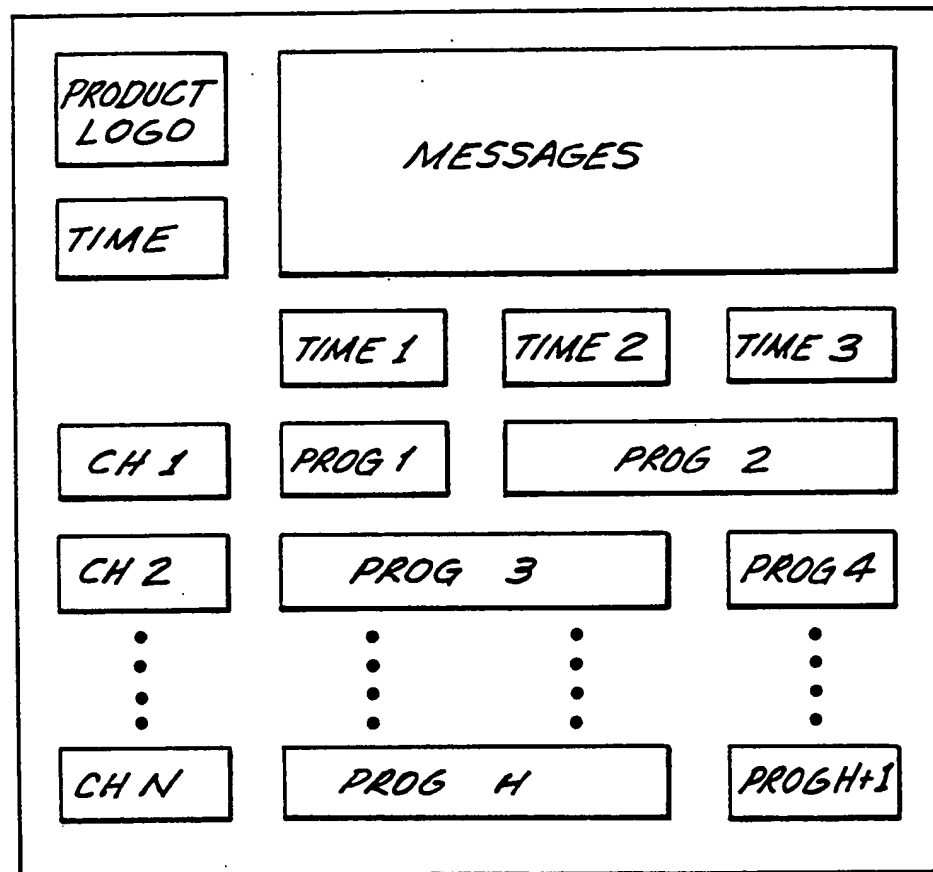 PRODUCT
LOGO
MESSAGES
TIME
TIME 1
TIME 2
TIME 3
CH 1
PROG 1
PROG 2
CH 2
PROG 3
PROG 4
CH N
PROG H
PROG H+1